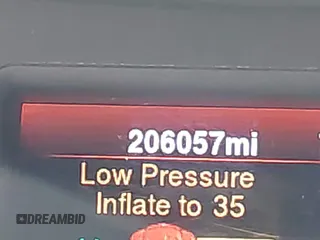 206057mi
Low Pressure
Inflate to 35
DREAMBID